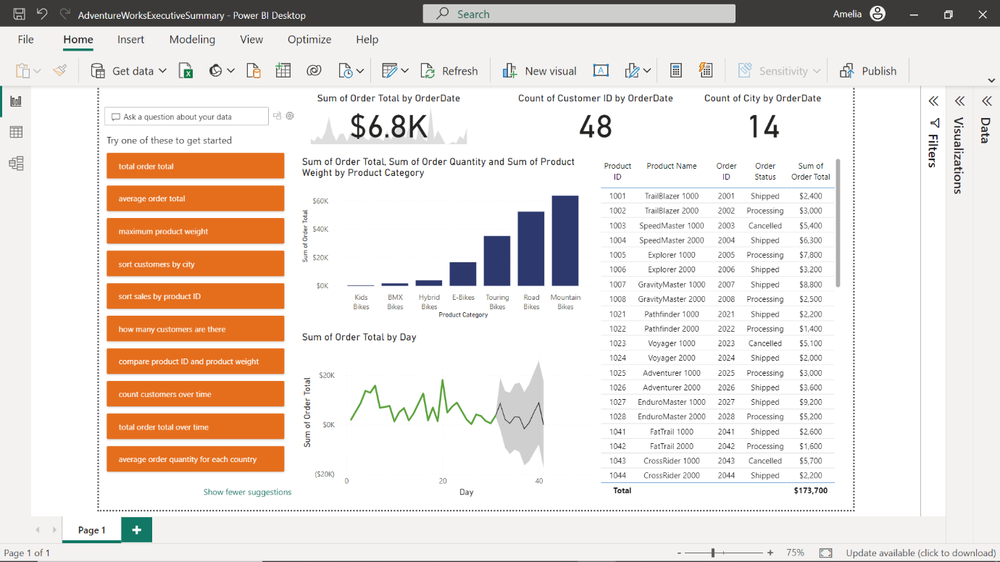 AdventureWorksExecutiveSummary - Power BI Desktop
Search
Amelia
File
Home
Insert
Modeling
View
Optimize
Help
Get data
Refresh
New visual
Sensitivity
Publish
Ask a question about your data
Try one of these to get started
total order total
average order total
maximum product weight
sort customers by city
sort sales by product ID
how many customers are there
compare product ID and product weight
count customers over time
total order total over time
average order quantity for each country
Show fewer suggestions
Sum of Order Total by OrderDate
$6.8K
Count of Customer ID by OrderDate
48
Count of City by OrderDate
14
Sum of Order Total, Sum of Order Quantity and Sum of Product
Weight by Product Category
Sum of Order Total
$60K
$40K
$20K
$0K
Kids Bikes
BMX Bikes
Hybrid Bikes
E-Bikes
Touring Bikes
Road Bikes
Mountain Bikes
Product Category
Sum of Order Total by Day
Sum of Order Total
$20K
$0K
($20K)
0
20
40
Day
Product ID Product Name Order ID Order Status Sum of Order Total
1001 TrailBlazer 1000 2001 Shipped $2,400
1002 TrailBlazer 2000 2002 Processing $3,000
1003 SpeedMaster 1000 2003 Cancelled $5,400
1004 SpeedMaster 2000 2004 Shipped $6,300
1005 Explorer 1000 2005 Processing $7,800
1006 Explorer 2000 2006 Shipped $3,200
1007 GravityMaster 1000 2007 Shipped $8,800
1008 GravityMaster 2000 2008 Processing $2,500
1021 Pathfinder 1000 2021 Shipped $2,200
1022 Pathfinder 2000 2022 Processing $1,400
1023 Voyager 1000 2023 Cancelled $5,100
1024 Voyager 2000 2024 Shipped $2,000
1025 Adventurer 1000 2025 Processing $3,000
1026 Adventurer 2000 2026 Shipped $3,600
1027 EnduroMaster 1000 2027 Shipped $9,200
1028 EnduroMaster 2000 2028 Processing $5,200
1041 FatTrail 1000 2041 Shipped $2,600
1042 FatTrail 2000 2042 Processing $1,600
1043 CrossRider 1000 2043 Cancelled $5,700
1044 CrossRider 2000 2044 Shipped $2,200
Total $173,700
Filters
Visualizations
Data
Page 1
Page 1 of 1
- + 75%
Update available (click to download)